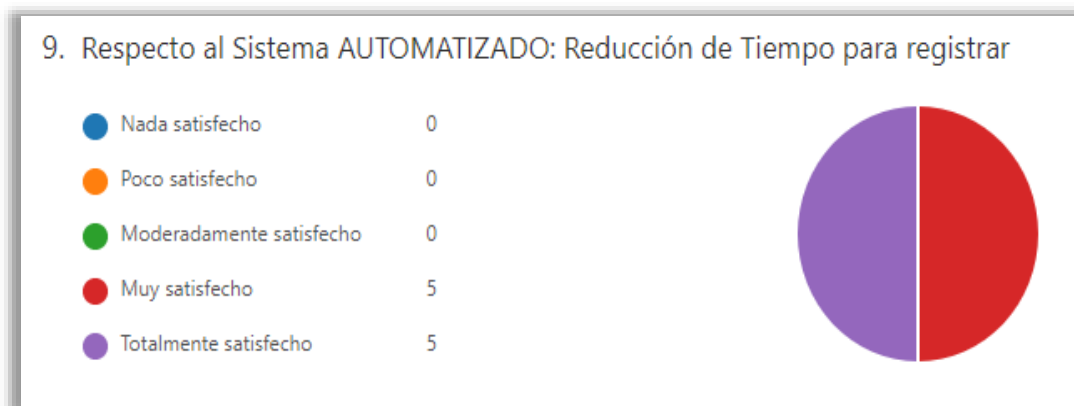 9. Respecto al Sistema AUTOMATIZADO: Reducción de Tiempo para registrar
Nada satisfecho 0
Poco satisfecho 0
Moderadamente satisfecho 0
Muy satisfecho 5
Totalmente satisfecho 5